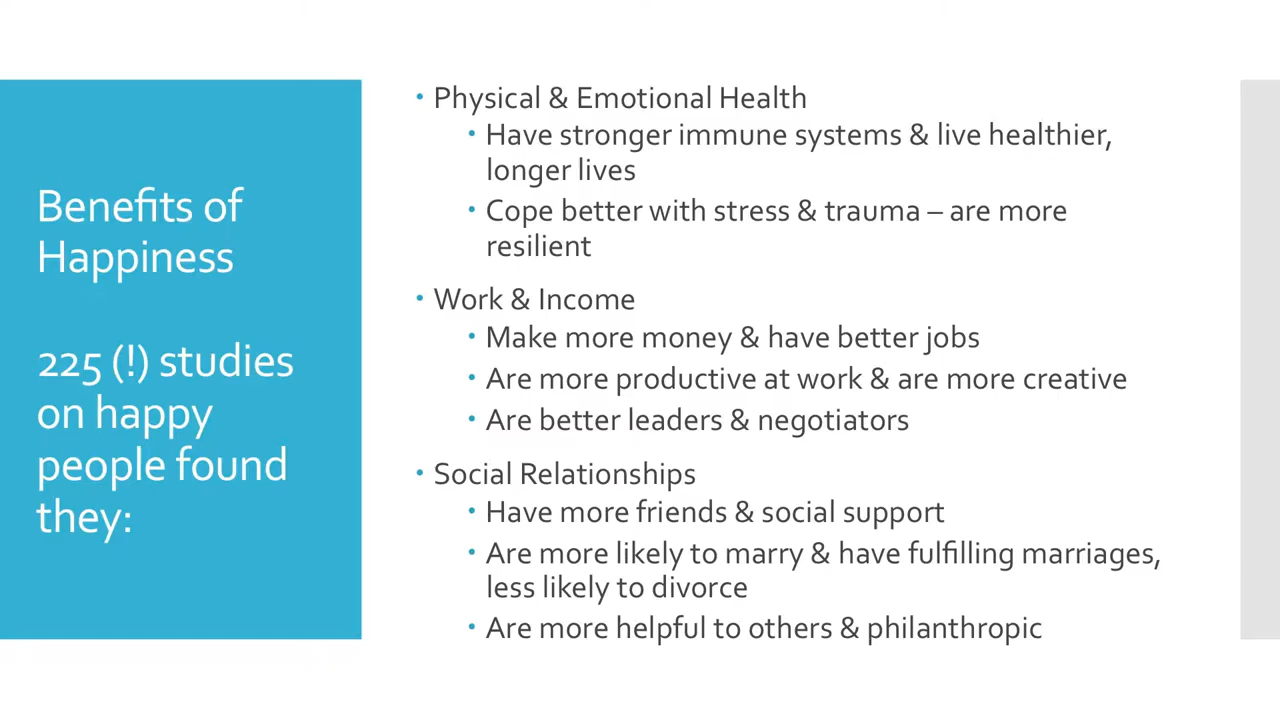 Benefits of
Happiness
225 (!) studies
on happy
people found
they:
• Physical & Emotional Health
• Have stronger immune systems & live healthier,
longer lives
• Cope better with stress & trauma – are more
resilient
• Work & Income
• Make more money & have better jobs
• Are more productive at work & are more creative
• Are better leaders & negotiators
• Social Relationships
• Have more friends & social support
• Are more likely to marry & have fulfilling marriages,
less likely to divorce
• Are more helpful to others & philanthropic